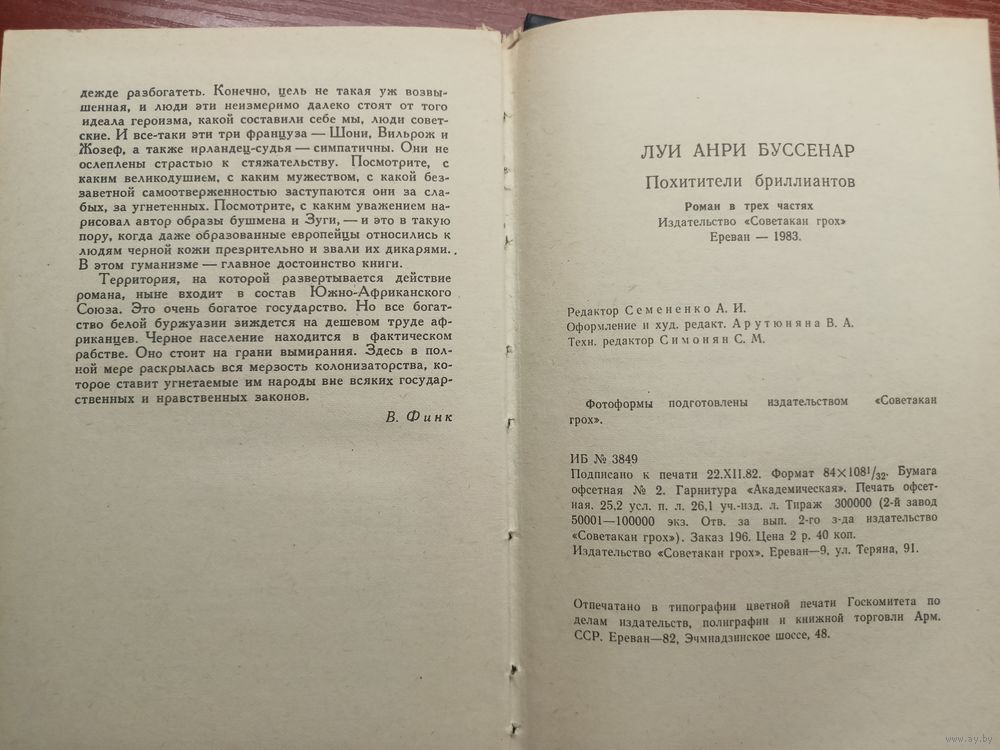 дежде разбогатеть. Конечно, цель не такая уж возвы-
шенная, и люди эти неизмеримо далеко стоят от того
идеала героизма, какой составили себе мы, люди совет-
ские. И все-таки эти три француза — Шони, Вильрож и
Жозеф, а также ирландец-судья — симпатичны. Они не
ослеплены страстью к стяжательству. Посмотрите, с
каким великодушием, с каким мужеством, с какой без-
заветной самоотверженностью заступаются они за сла-
бых, за угнетенных. Посмотрите, с каким уважением на-
рисовал автор образы бушмена и Зуги, — и это в такую
пору, когда даже образованные европейцы относились к
людям черной кожи презрительно и звали их дикарями..
В этом гуманизме — главное достоинство книги.
Территория, на которой развертывается действие
романа, ныне входит в состав Южно-Африканского
Союза. Это очень богатое государство. Но все богат-
ство белой буржуазии зиждется на дешевом труде аф-
риканцев. Черное население находится в фактическом
рабстве. Оно стоит на грани вымирания. Здесь в пол-
ной мере раскрылась вся мерзость колонизаторства, ко-
торое ставит угнетаемые им народы вне всяких государ-
ственных и нравственных законов.
В. Финк
ЛУИ АНРИ БУССЕНАР
Похитители бриллиантов
Роман в трех частях
Издательство «Советакан грох»
Ереван — 1983.
Редактор Семененко А. И.
Оформление и худ. редакт. Арутюняна В. А.
Техн. редактор Симонян С. М.
Фотоформы подготовлены издательством «Советакан
грох».
ИБ № 3849
Подписано к печати 22.XII.82. Формат 84×108¹/₃₂. Бумага
офсетная № 2. Гарнитура «Академическая». Печать офсет-
ная. 25,2 усл. п. л. 26,1 уч.-изд. л. Тираж 300000 (2-й завод
50001—100000 экз. Отв. за вып. 2-го з-да издательство
«Советакан грох»). Заказ 196. Цена 2 р. 40 коп.
Издательство «Советакан грох». Ереван—9, ул. Теряна, 91.
Отпечатано в типографии цветной печати Госкомитета по
делам издательств, полиграфии и книжной торговли Арм.
ССР. Ереван—82, Эчмиадзинское шоссе, 48.
www.ay.by